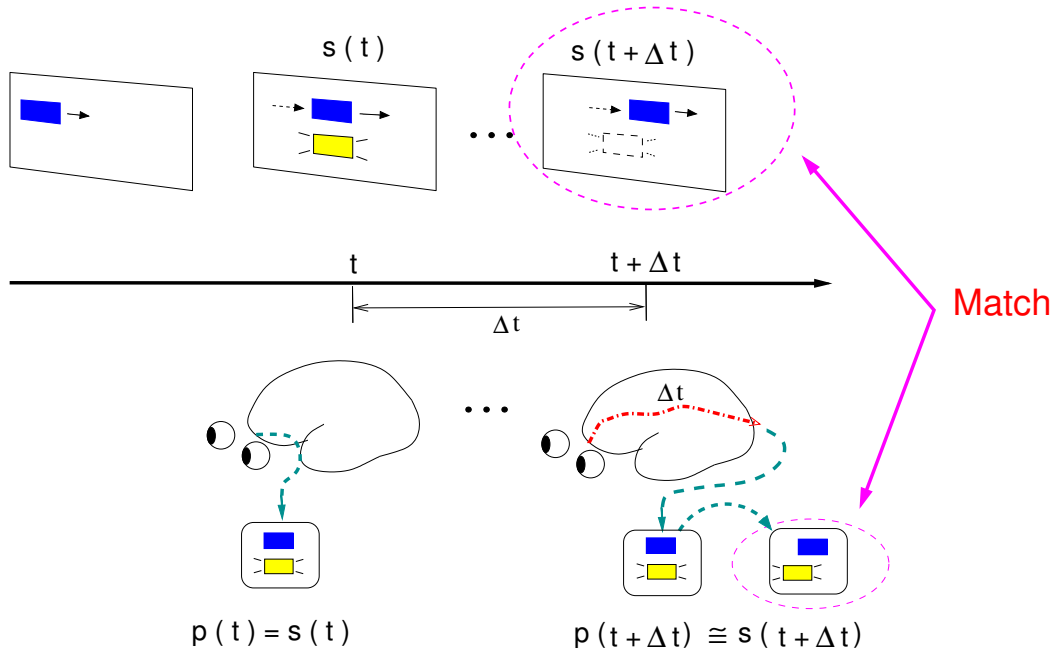 s ( t )
s ( t + Δ t )
t
t + Δ t
Δ t
Match
Δ t
p ( t ) = s ( t )
p ( t + Δ t ) ≅ s ( t + Δ t )